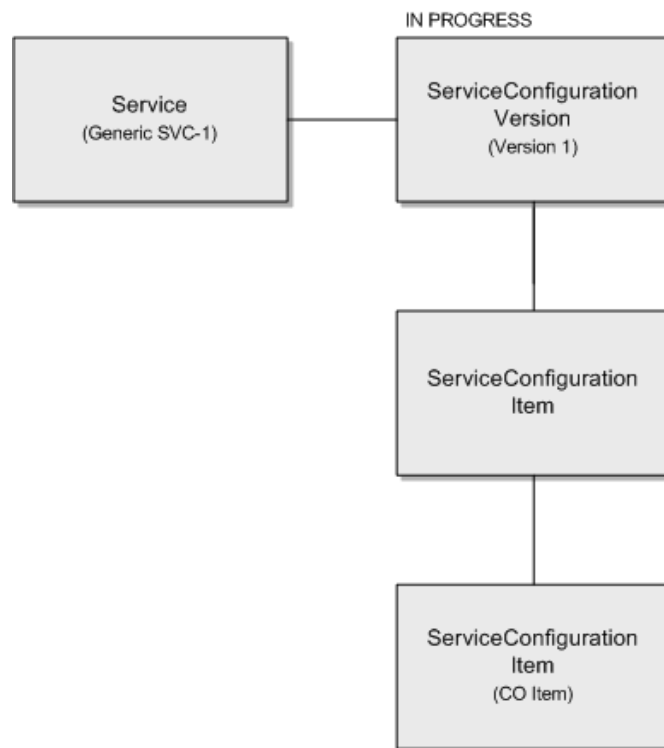 IN PROGRESS
Service
(Generic SVC-1)
ServiceConfiguration
Version
(Version 1)
ServiceConfiguration
Item
ServiceConfiguration
Item
(CO Item)